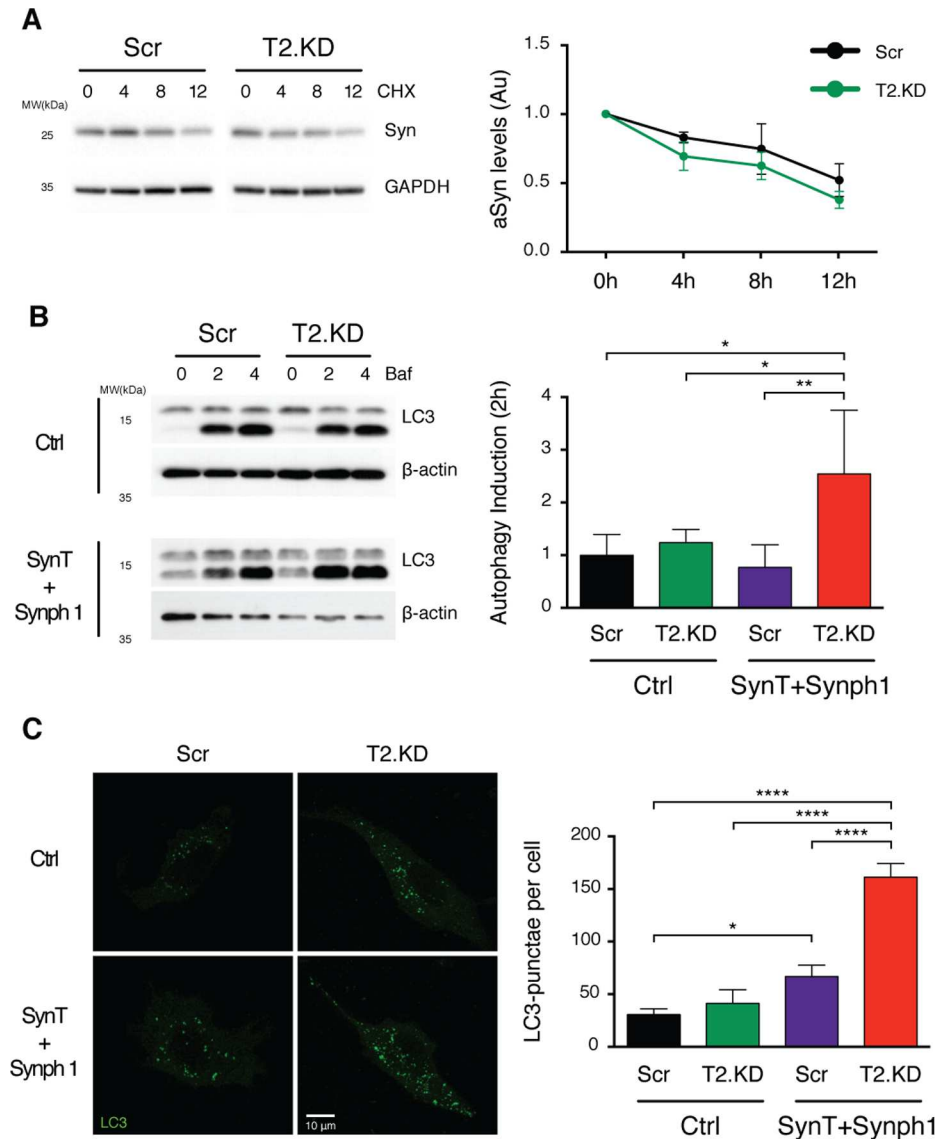 A
Scr T2.KD
0 4 8 12 0 4 8 12 CHX
MW(kDa)
25 Syn
35 GAPDH
aSyn levels (Au)
1.5
1.0
0.5
0.0
0h 4h 8h 12h
Scr
T2.KD
B
Scr T2.KD
0 2 4 0 2 4 Baf
MW(kDa)
Ctrl
15 LC3
β-actin
35
SynT
+
Synph 1
15 LC3
β-actin
35
Autophagy Induction (2h)
4
3
2
1
0
*
*
**
Scr T2.KD Scr T2.KD
Ctrl SynT+Synph1
C
Scr T2.KD
Ctrl
SynT
+
Synph 1
LC3
10 µm
LC3-punctae per cell
200
150
100
50
0
****
****
****
*
Scr T2.KD Scr T2.KD
Ctrl SynT+Synph1